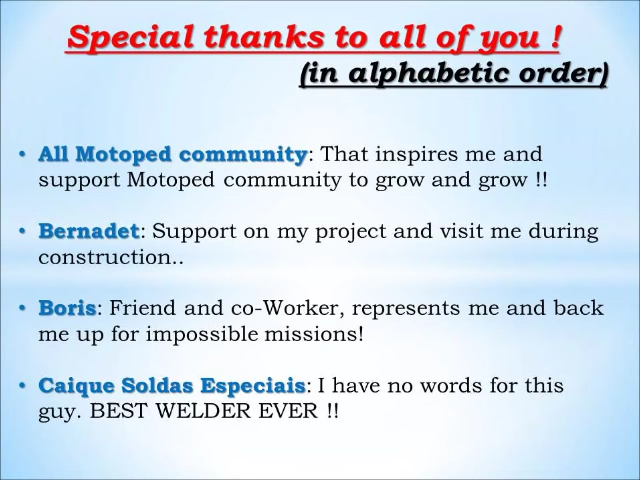 Special thanks to all of you !
(in alphabetic order)
• All Motoped community: That inspires me and
support Motoped community to grow and grow !!
• Bernadet: Support on my project and visit me during
construction..
• Boris: Friend and co-Worker, represents me and back
me up for impossible missions!
• Caique Soldas Especiais: I have no words for this
guy. BEST WELDER EVER !!